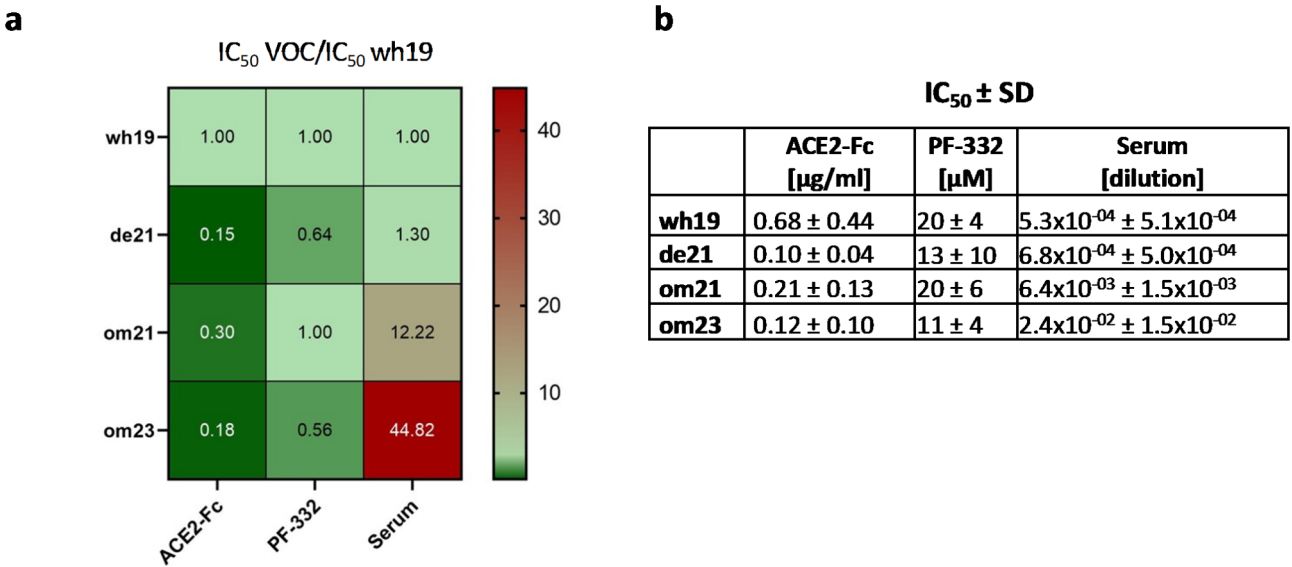 a
IC50 VOC/IC50 wh19
wh19 1.00 1.00 1.00
de21 0.15 0.64 1.30
om21 0.30 1.00 12.22
om23 0.18 0.56 44.82
ACE2-Fc PF-332 Serum
40
30
20
10
b
IC50 ± SD
ACE2-Fc PF-332 Serum
[µg/ml] [µM] [dilution]
wh19 0.68 ± 0.44 20 ± 4 5.3x10-04 ± 5.1x10-04
de21 0.10 ± 0.04 13 ± 10 6.8x10-04 ± 5.0x10-04
om21 0.21 ± 0.13 20 ± 6 6.4x10-03 ± 1.5x10-03
om23 0.12 ± 0.10 11 ± 4 2.4x10-02 ± 1.5x10-02